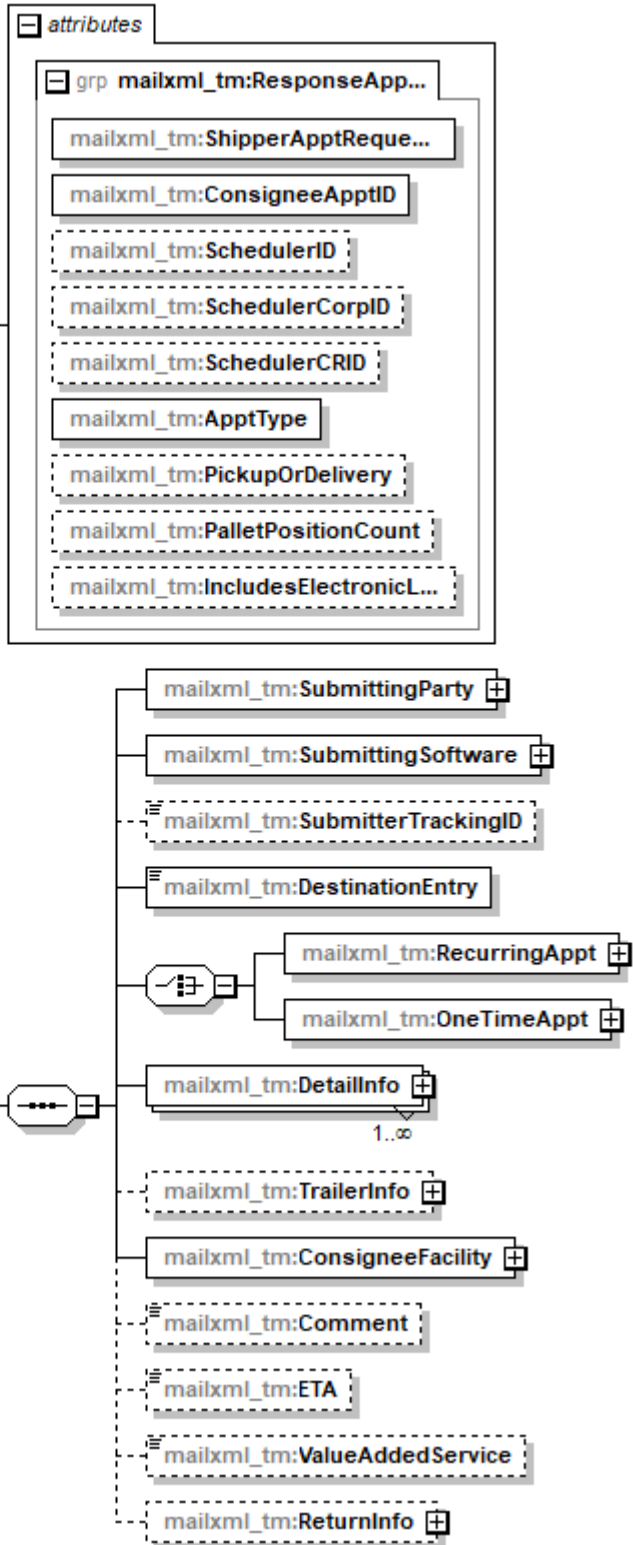 attributes
grp mailxml_tm:ResponseApp...
mailxml_tm:ShipperApptReque...
mailxml_tm:ConsigneeApptID
mailxml_tm:SchedulerID
mailxml_tm:SchedulerCorpID
mailxml_tm:SchedulerCRID
mailxml_tm:ApptType
mailxml_tm:PickupOrDelivery
mailxml_tm:PalletPositionCount
mailxml_tm:IncludesElectronicL...
mailxml_tm:SubmittingParty
mailxml_tm:SubmittingSoftware
mailxml_tm:SubmitterTrackingID
mailxml_tm:DestinationEntry
mailxml_tm:RecurringAppt
mailxml_tm:OneTimeAppt
mailxml_tm:DetailInfo
1..∞
mailxml_tm:TrailerInfo
mailxml_tm:ConsigneeFacility
mailxml_tm:Comment
mailxml_tm:ETA
mailxml_tm:ValueAddedService
mailxml_tm:ReturnInfo